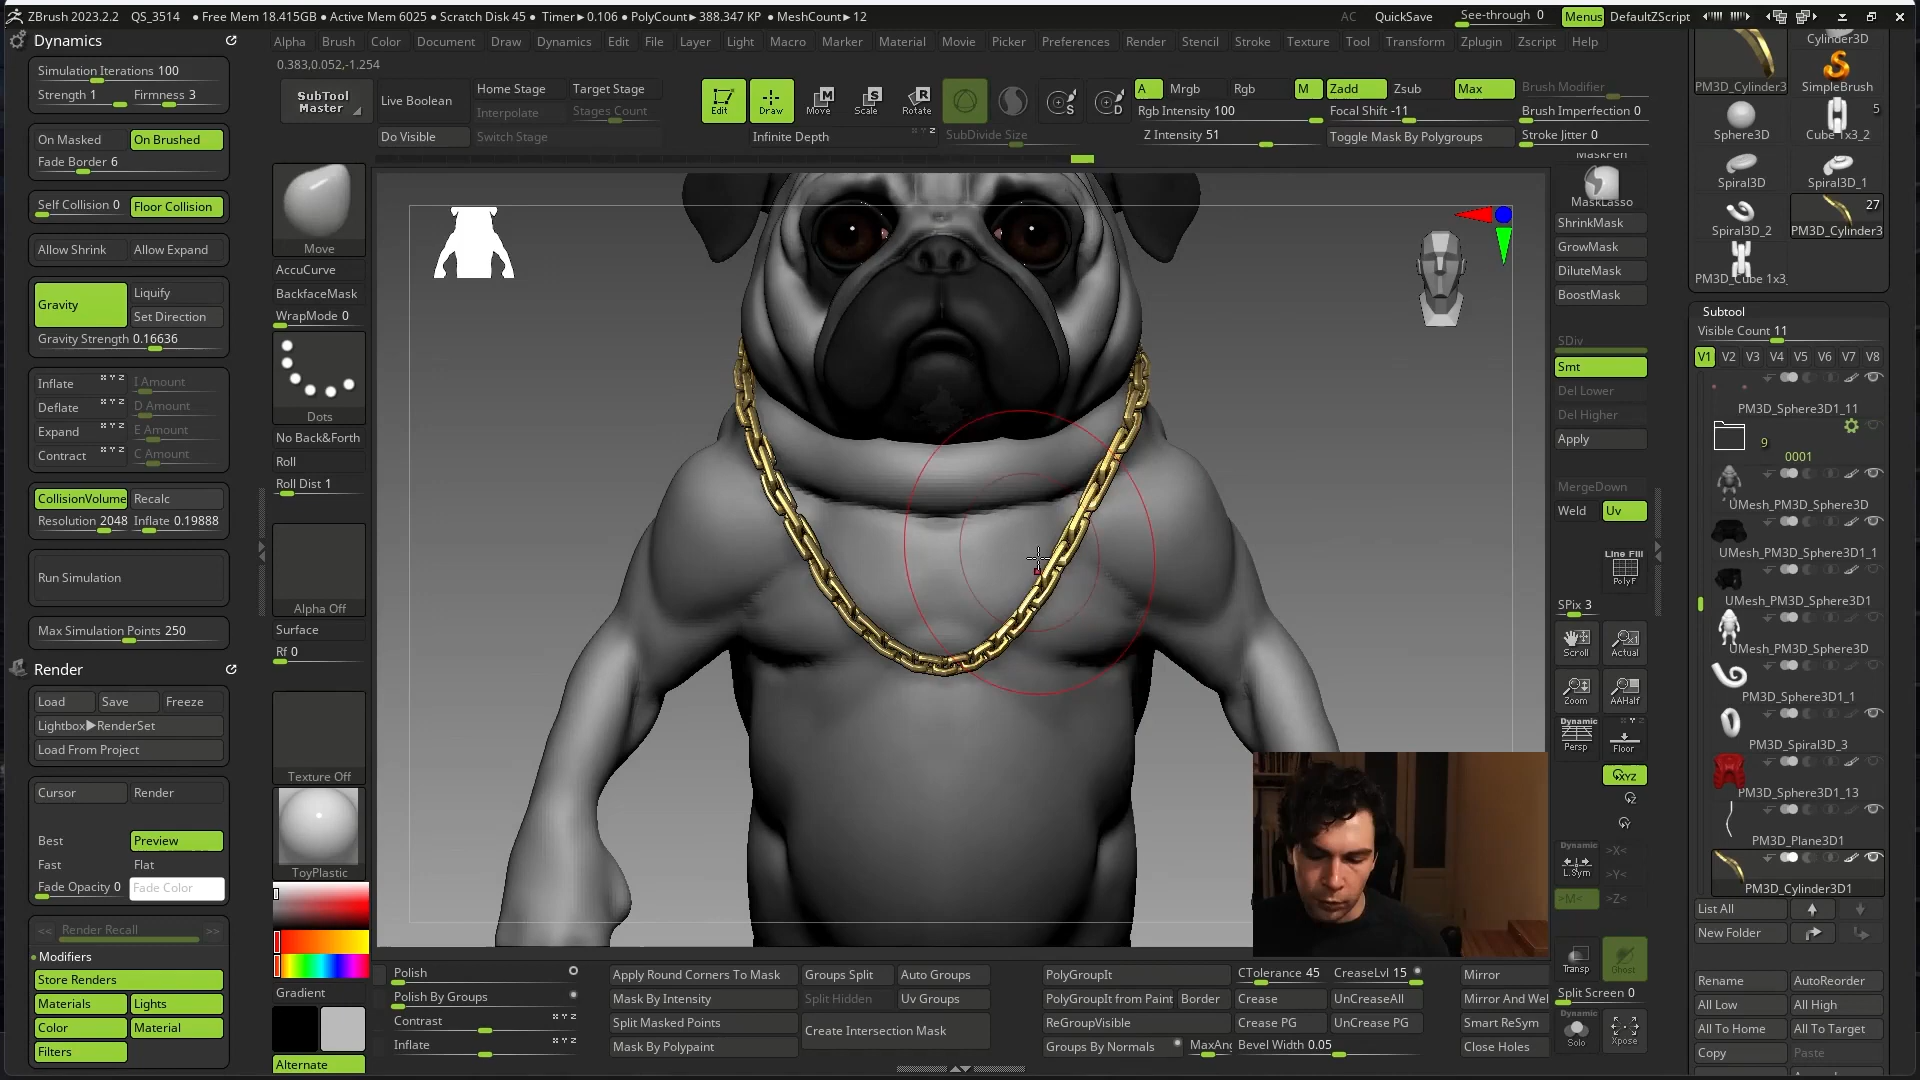 ZBrush 2023.2.2 QS_3514 ● Free Mem 18.415GB ● Active Mem 6025 ● Scratch Disk 45 ● Timer▶0.106 ● PolyCount▶388.347 KP ● MeshCount▶12
AC QuickSave See-through 0 Menus DefaultZScript
Dynamics
Alpha Brush Color Document Draw Dynamics Edit File Layer Light Macro Marker Material Movie Picker Preferences Render Stencil Stroke Texture Tool Transform Zplugin Zscript Help
0.383,0.052,-1.254
Simulation Iterations 100
Strength 1 Firmness 3
On Masked On Brushed
Fade Border 6
Self Collision 0 Floor Collision
Allow Shrink Allow Expand
Gravity Liquify
Set Direction
Gravity Strength 0.16636
Inflate I Amount
Deflate D Amount
Expand E Amount
Contract C Amount
CollisionVolume Recalc
Resolution 2048 Inflate 0.19888
Run Simulation
Max Simulation Points 250
Render
Load Save Freeze
Lightbox▶RenderSet
Load From Project
Cursor Render
Best Preview
Fast Flat
Fade Opacity 0 Fade Color
<< Render Recall >>
Modifiers
Store Renders
Materials Lights
Color Material
Filters
SubTool
Master
Live Boolean
Do Visible
Home Stage Target Stage
Interpolate Stages Count
Switch Stage
Edit Draw Move Scale Rotate
Infinite Depth
SubDivide Size
A Mrgb Rgb M Zadd Zsub Max Brush Modifier
Rgb Intensity 100 Focal Shift -11 Brush Imperfection 0
Z Intensity 51 Toggle Mask By Polygroups Stroke Jitter 0
Move
AccuCurve
BackfaceMask
WrapMode 0
Dots
No Back&Forth
Roll
Roll Dist 1
Alpha Off
Surface
Rf 0
Texture Off
ToyPlastic
Gradient
Alternate
MaskPen
MaskLasso
ShrinkMask
GrowMask
DiluteMask
BoostMask
SDiv
Smt
Del Lower
Del Higher
Apply
MergeDown
Weld Uv
Line Fill
PolyF
SPix 3
Scroll Actual
Zoom AAHalf
Dynamic
Persp Floor
XYZ
Z
Y
Dynamic
L.Sym
>X<
>Y<
>M< >Z<
Transp Ghost
Split Screen 0
Dynamic
Solo Xpose
Cylinder3D
PM3D_Cylinder3 SimpleBrush
Sphere3D Cube 1x3_2
5
Spiral3D Spiral3D_1
27
Spiral3D_2 PM3D_Cylinder3
PM3D_Cube 1x3_
Subtool
Visible Count 11
V1 V2 V3 V4 V5 V6 V7 V8
PM3D_Sphere3D1_11
9
0001
UMesh_PM3D_Sphere3D
UMesh_PM3D_Sphere3D1_1
UMesh_PM3D_Sphere3D1
UMesh_PM3D_Sphere3D
PM3D_Sphere3D1_1
PM3D_Spiral3D_3
PM3D_Sphere3D1_13
PM3D_Plane3D1
PM3D_Cylinder3D1
List All
New Folder
Rename AutoReorder
All Low All High
All To Home All To Target
Copy Paste
Polish
Polish By Groups
Contrast
Inflate
Apply Round Corners To Mask Groups Split Auto Groups
Mask By Intensity Split Hidden Uv Groups
Split Masked Points Create Intersection Mask
Mask By Polypaint
PolyGroupIt CTolerance 45 CreaseLvl 15 Mirror
PolyGroupIt from Paint Border Crease UnCreaseAll Mirror And Wel
ReGroupVisible Crease PG UnCrease PG Smart ReSym
Groups By Normals MaxAng Bevel Width 0.05 Close Holes